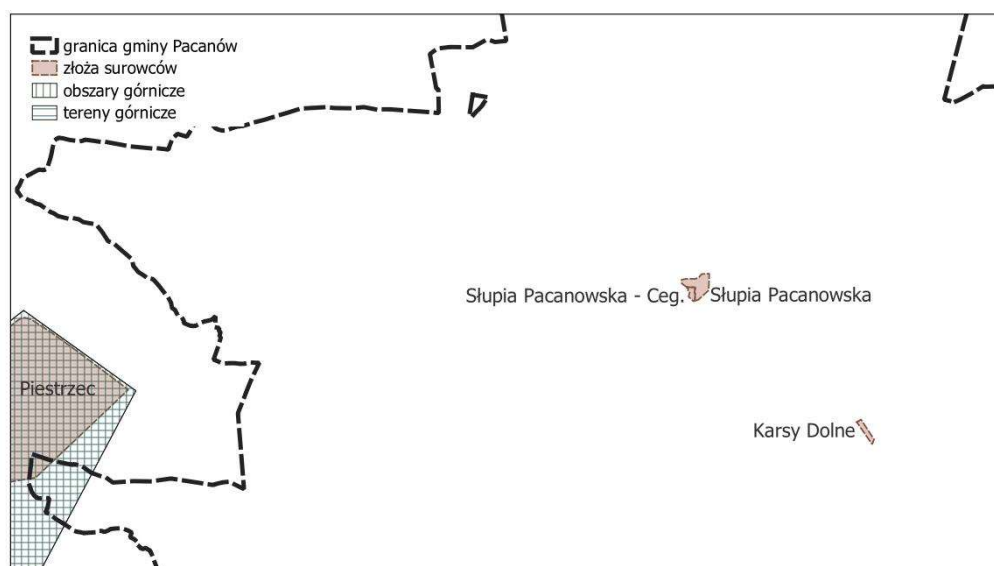 granica gminy Pacanów
złoża surowców
obszary górnicze
tereny górnicze
Słupia Pacanowska - Ceg.
Słupia Pacanowska
Piestrzec
Karsy Dolne